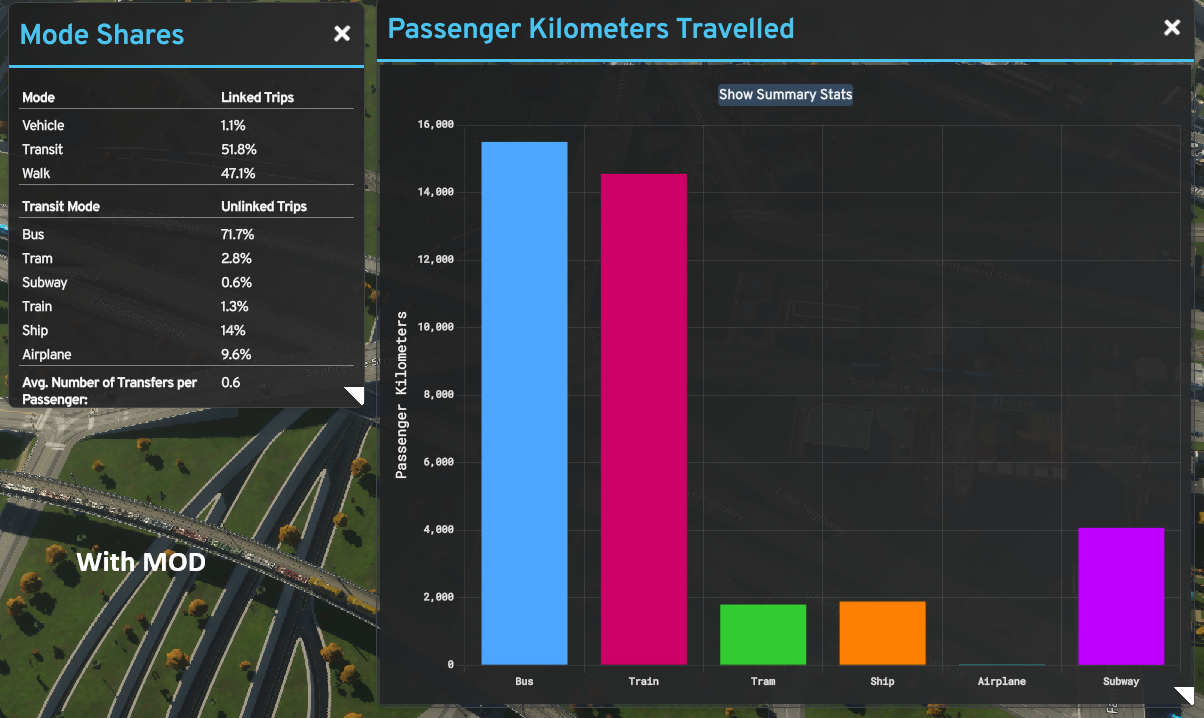 Mode Shares
Mode Linked Trips
Vehicle 1.1%
Transit 51.8%
Walk 47.1%
Transit Mode Unlinked Trips
Bus 71.7%
Tram 2.8%
Subway 0.6%
Train 1.3%
Ship 14%
Airplane 9.6%
Avg. Number of Transfers per 0.6
Passenger:
With MOD
Passenger Kilometers Travelled
Show Summary Stats
Passenger Kilometers
16,000
14,000
12,000
10,000
8,000
6,000
4,000
2,000
0
Bus Train Tram Ship Airplane Subway